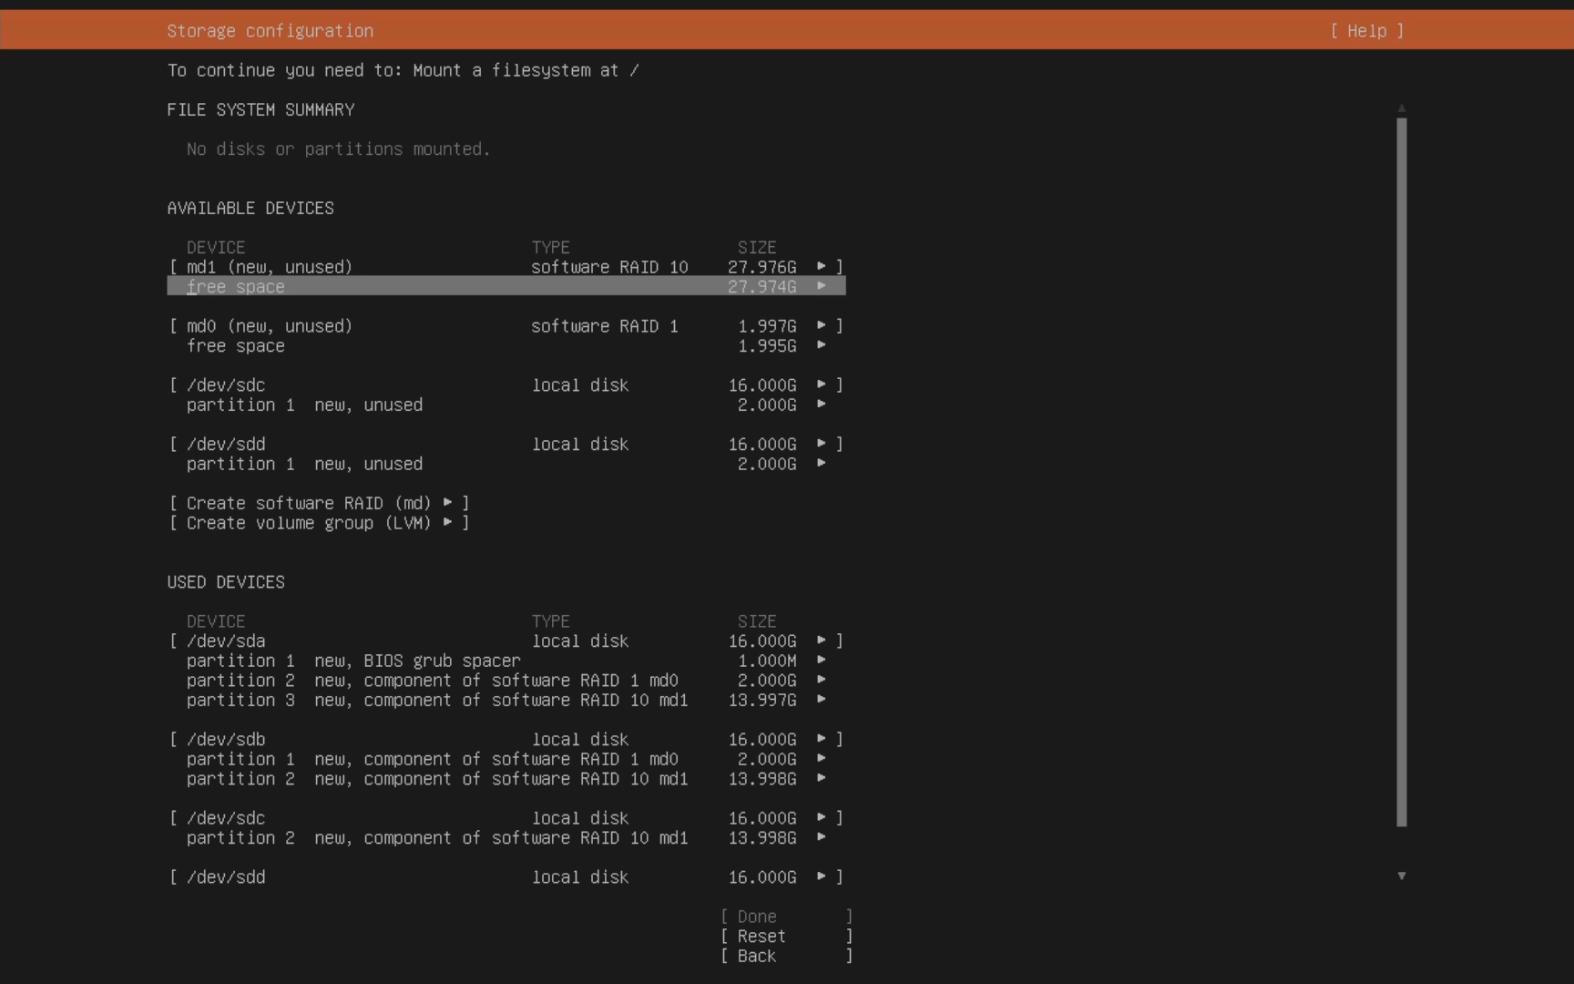 Storage configuration [ Help ]
To continue you need to: Mount a filesystem at /
FILE SYSTEM SUMMARY
No disks or partitions mounted.
AVAILABLE DEVICES
DEVICE TYPE SIZE
[ md1 (new, unused) software RAID 10 27.976G ▸ ]
free space 27.974G ▸
[ md0 (new, unused) software RAID 1 1.997G ▸ ]
free space 1.995G ▸
[ /dev/sdc local disk 16.000G ▸ ]
partition 1 new, unused 2.000G ▸
[ /dev/sdd local disk 16.000G ▸ ]
partition 1 new, unused 2.000G ▸
[ Create software RAID (md) ▸ ]
[ Create volume group (LVM) ▸ ]
USED DEVICES
DEVICE TYPE SIZE
[ /dev/sda local disk 16.000G ▸ ]
partition 1 new, BIOS grub spacer 1.000M ▸
partition 2 new, component of software RAID 1 md0 2.000G ▸
partition 3 new, component of software RAID 10 md1 13.997G ▸
[ /dev/sdb local disk 16.000G ▸ ]
partition 1 new, component of software RAID 1 md0 2.000G ▸
partition 2 new, component of software RAID 10 md1 13.998G ▸
[ /dev/sdc local disk 16.000G ▸ ]
partition 2 new, component of software RAID 10 md1 13.998G ▸
[ /dev/sdd local disk 16.000G ▸ ]
[ Done ]
[ Reset ]
[ Back ]